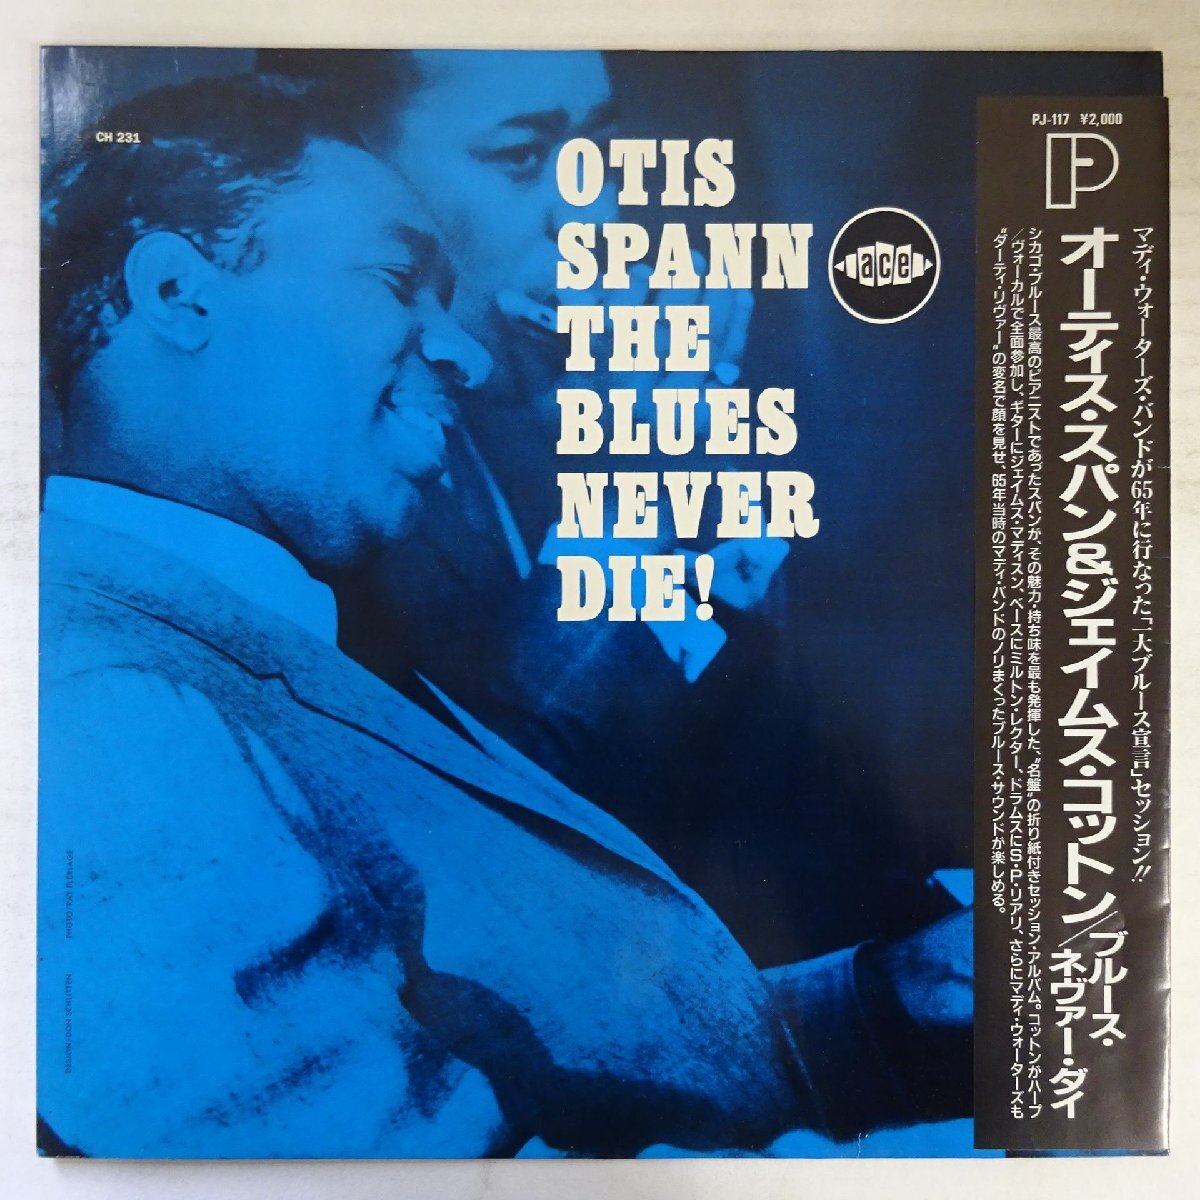 CH 231
OTIS
SPANN
THE
BLUES
NEVER
DIE!
ace
PHOTO/RAY FLERLAGE
DESIGN/DON SCHLITTEN
PJ-117 ¥2,000
P
マディ・ウォーターズ・バンドが65年に行なった「一大ブルース宣言」セッション!!
オーティス・スパン&ジェイムス・コットン/ブルース・ネヴァー・ダイ
シカゴ・ブルース最高のピアニストであったスパンが、その魅力・持ち味を最も発揮した、“名盤”の折り紙付きセッション・アルバム。コットンがハープ
/ヴォーカルで全面参加し、ギターにジェイムス・マディスン、ベースにミルトン・レクター、ドラムスにS・P・リアリ、さらにマディ・ウォーターズも
“ダーティ・リヴァー”の変名で顔を見せ、65年当時のマディ・バンドのノリまくったブルース・サウンドが楽しめる。